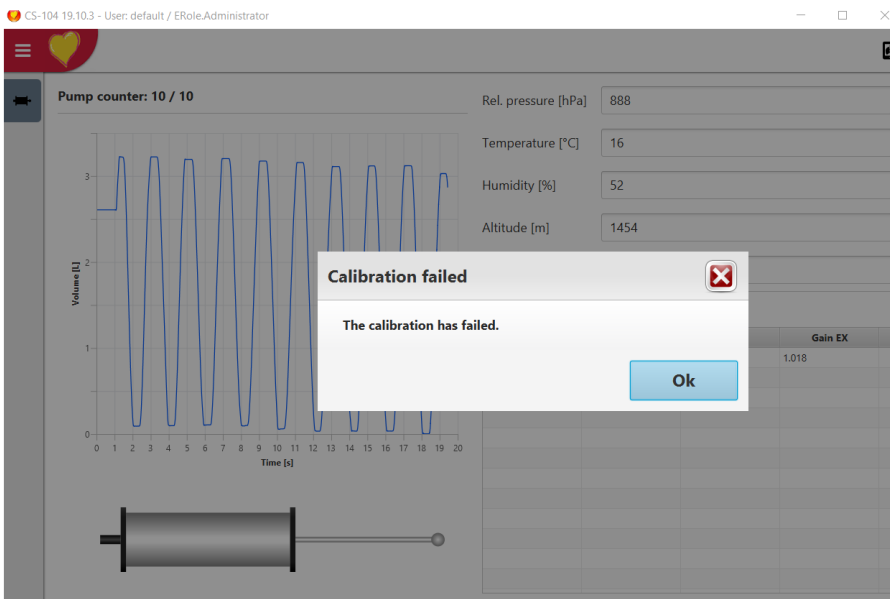 CS-104 19.10.3 - User: default / ERole.Administrator
Pump counter: 10 / 10
Rel. pressure [hPa] 888
Temperature [°C] 16
Humidity [%] 52
Altitude [m] 1454
3
2
1
0
Volume [L]
0 1 2 3 4 5 6 7 8 9 10 11 12 13 14 15 16 17 18 19 20
Time [s]
Calibration failed
The calibration has failed.
Ok
Gain EX
1.018